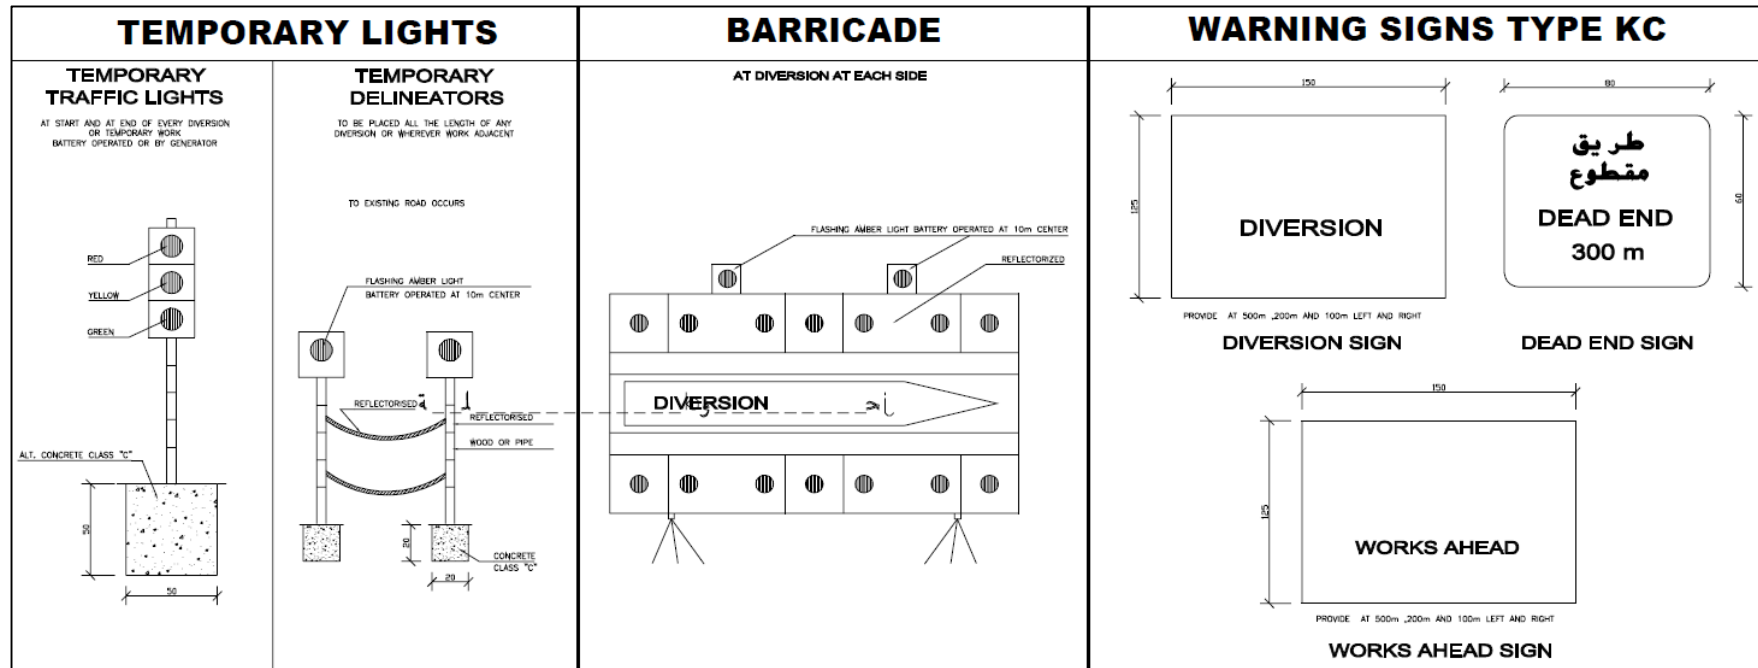 TEMPORARY LIGHTS
TEMPORARY
TRAFFIC LIGHTS
AT START AND AT END OF EVERY DIVERSION
OR TEMPORARY WORK
BATTERY OPERATED OR BY GENERATOR
RED
YELLOW
GREEN
ALT. CONCRETE CLASS "C"
50
50
TEMPORARY
DELINEATORS
TO BE PLACED ALL THE LENGTH OF ANY
DIVERSION OR WHEREVER WORK ADJACENT
TO EXISTING ROAD OCCURS
FLASHING AMBER LIGHT
BATTERY OPERATED AT 10m CENTER
REFLECTORISED
REFLECTORISED
WOOD OR PIPE
20
CONCRETE
CLASS "C"
20
BARRICADE
AT DIVERSION AT EACH SIDE
FLASHING AMBER LIGHT BATTERY OPERATED AT 10m CENTER
REFLECTORIZED
DIVERSION
WARNING SIGNS TYPE KC
150
125
DIVERSION
PROVIDE AT 500m ,200m AND 100m LEFT AND RIGHT
DIVERSION SIGN
80
60
طريق
مقطوع
DEAD END
300 m
DEAD END SIGN
150
125
WORKS AHEAD
PROVIDE AT 500m ,200m AND 100m LEFT AND RIGHT
WORKS AHEAD SIGN